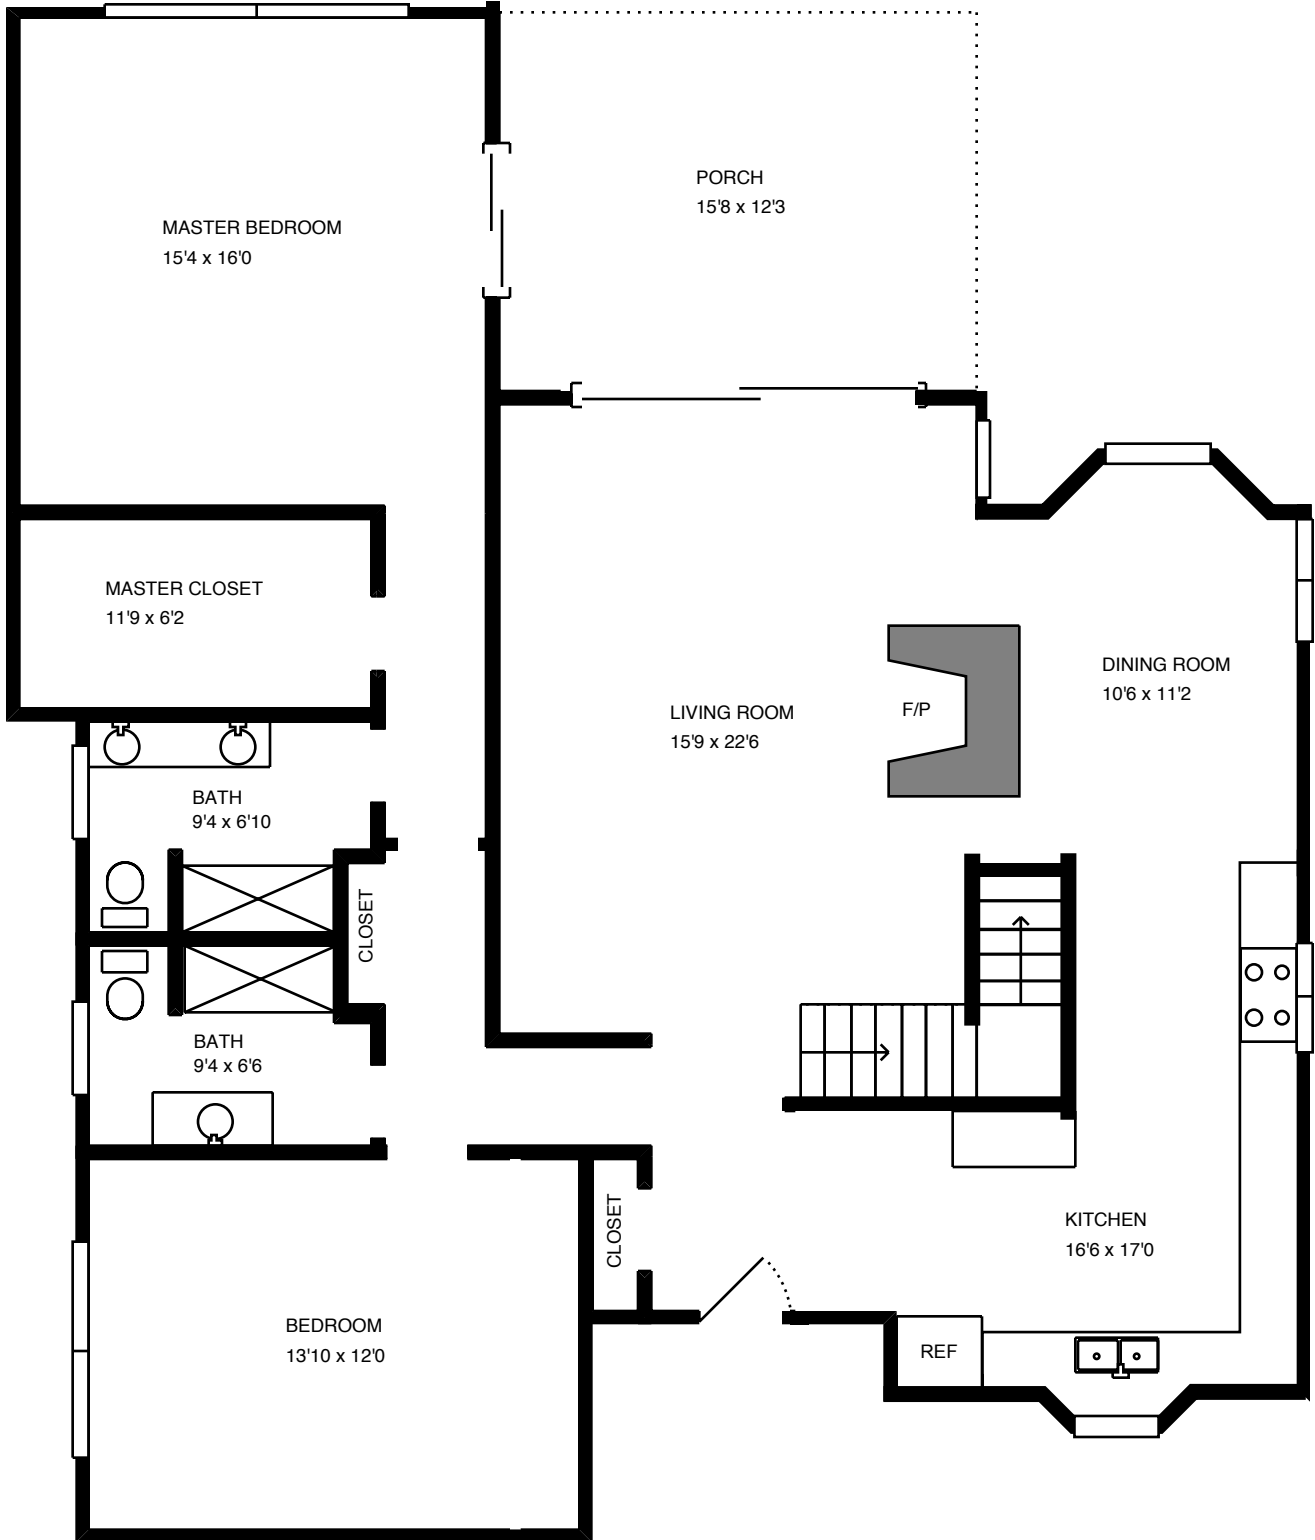 PORCH
15'8 x 12'3
MASTER BEDROOM
15'4 x 16'0
MASTER CLOSET
11'9 x 6'2
DINING ROOM
10'6 x 11'2
F/P
LIVING ROOM
15'9 x 22'6
BATH
9'4 x 6'10
CLOSET
BATH
9'4 x 6'6
CLOSET
KITCHEN
16'6 x 17'0
BEDROOM
13'10 x 12'0
REF